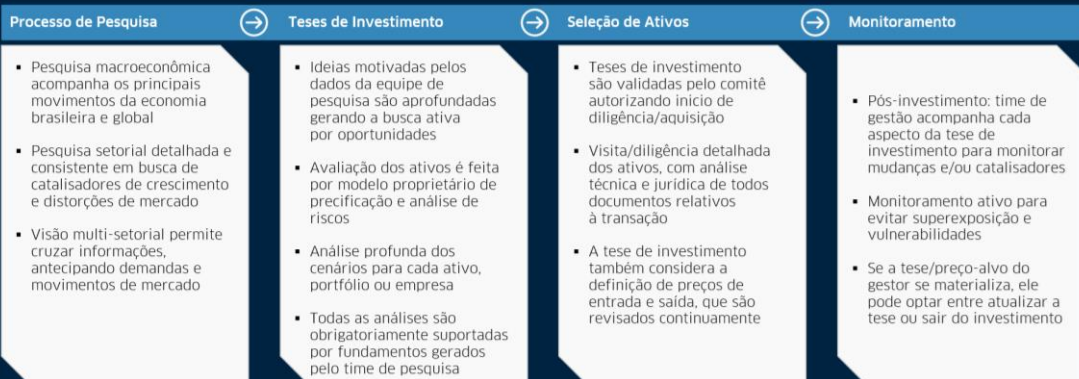 Processo de Pesquisa
Teses de Investimento
Seleção de Ativos
Monitoramento
▪ Pesquisa macroeconômica
acompanha os principais
movimentos da economia
brasileira e global
▪ Pesquisa setorial detalhada e
consistente em busca de
catalisadores de crescimento
e distorções de mercado
▪ Visão multi-setorial permite
cruzar informações,
antecipando demandas e
movimentos de mercado
▪ Ideias motivadas pelos
dados da equipe de
pesquisa são aprofundadas
gerando a busca ativa
por oportunidades
▪ Avaliação dos ativos é feita
por modelo proprietário de
precificação e análise de
riscos
▪ Análise profunda dos
cenários para cada ativo,
portfólio ou empresa
▪ Todas as análises são
obrigatoriamente suportadas
por fundamentos gerados
pelo time de pesquisa
▪ Teses de investimento
são validadas pelo comitê
autorizando inicio de
diligência/aquisição
▪ Visita/diligência detalhada
dos ativos, com análise
técnica e jurídica de todos
documentos relativos
à transação
▪ A tese de investimento
também considera a
definição de preços de
entrada e saída, que são
revisados continuamente
▪ Pós-investimento: time de
gestão acompanha cada
aspecto da tese de
investimento para monitorar
mudanças e/ou catalisadores
▪ Monitoramento ativo para
evitar superexposição e
vulnerabilidades
▪ Se a tese/preço-alvo do
gestor se materializa, ele
pode optar entre atualizar a
tese ou sair do investimento